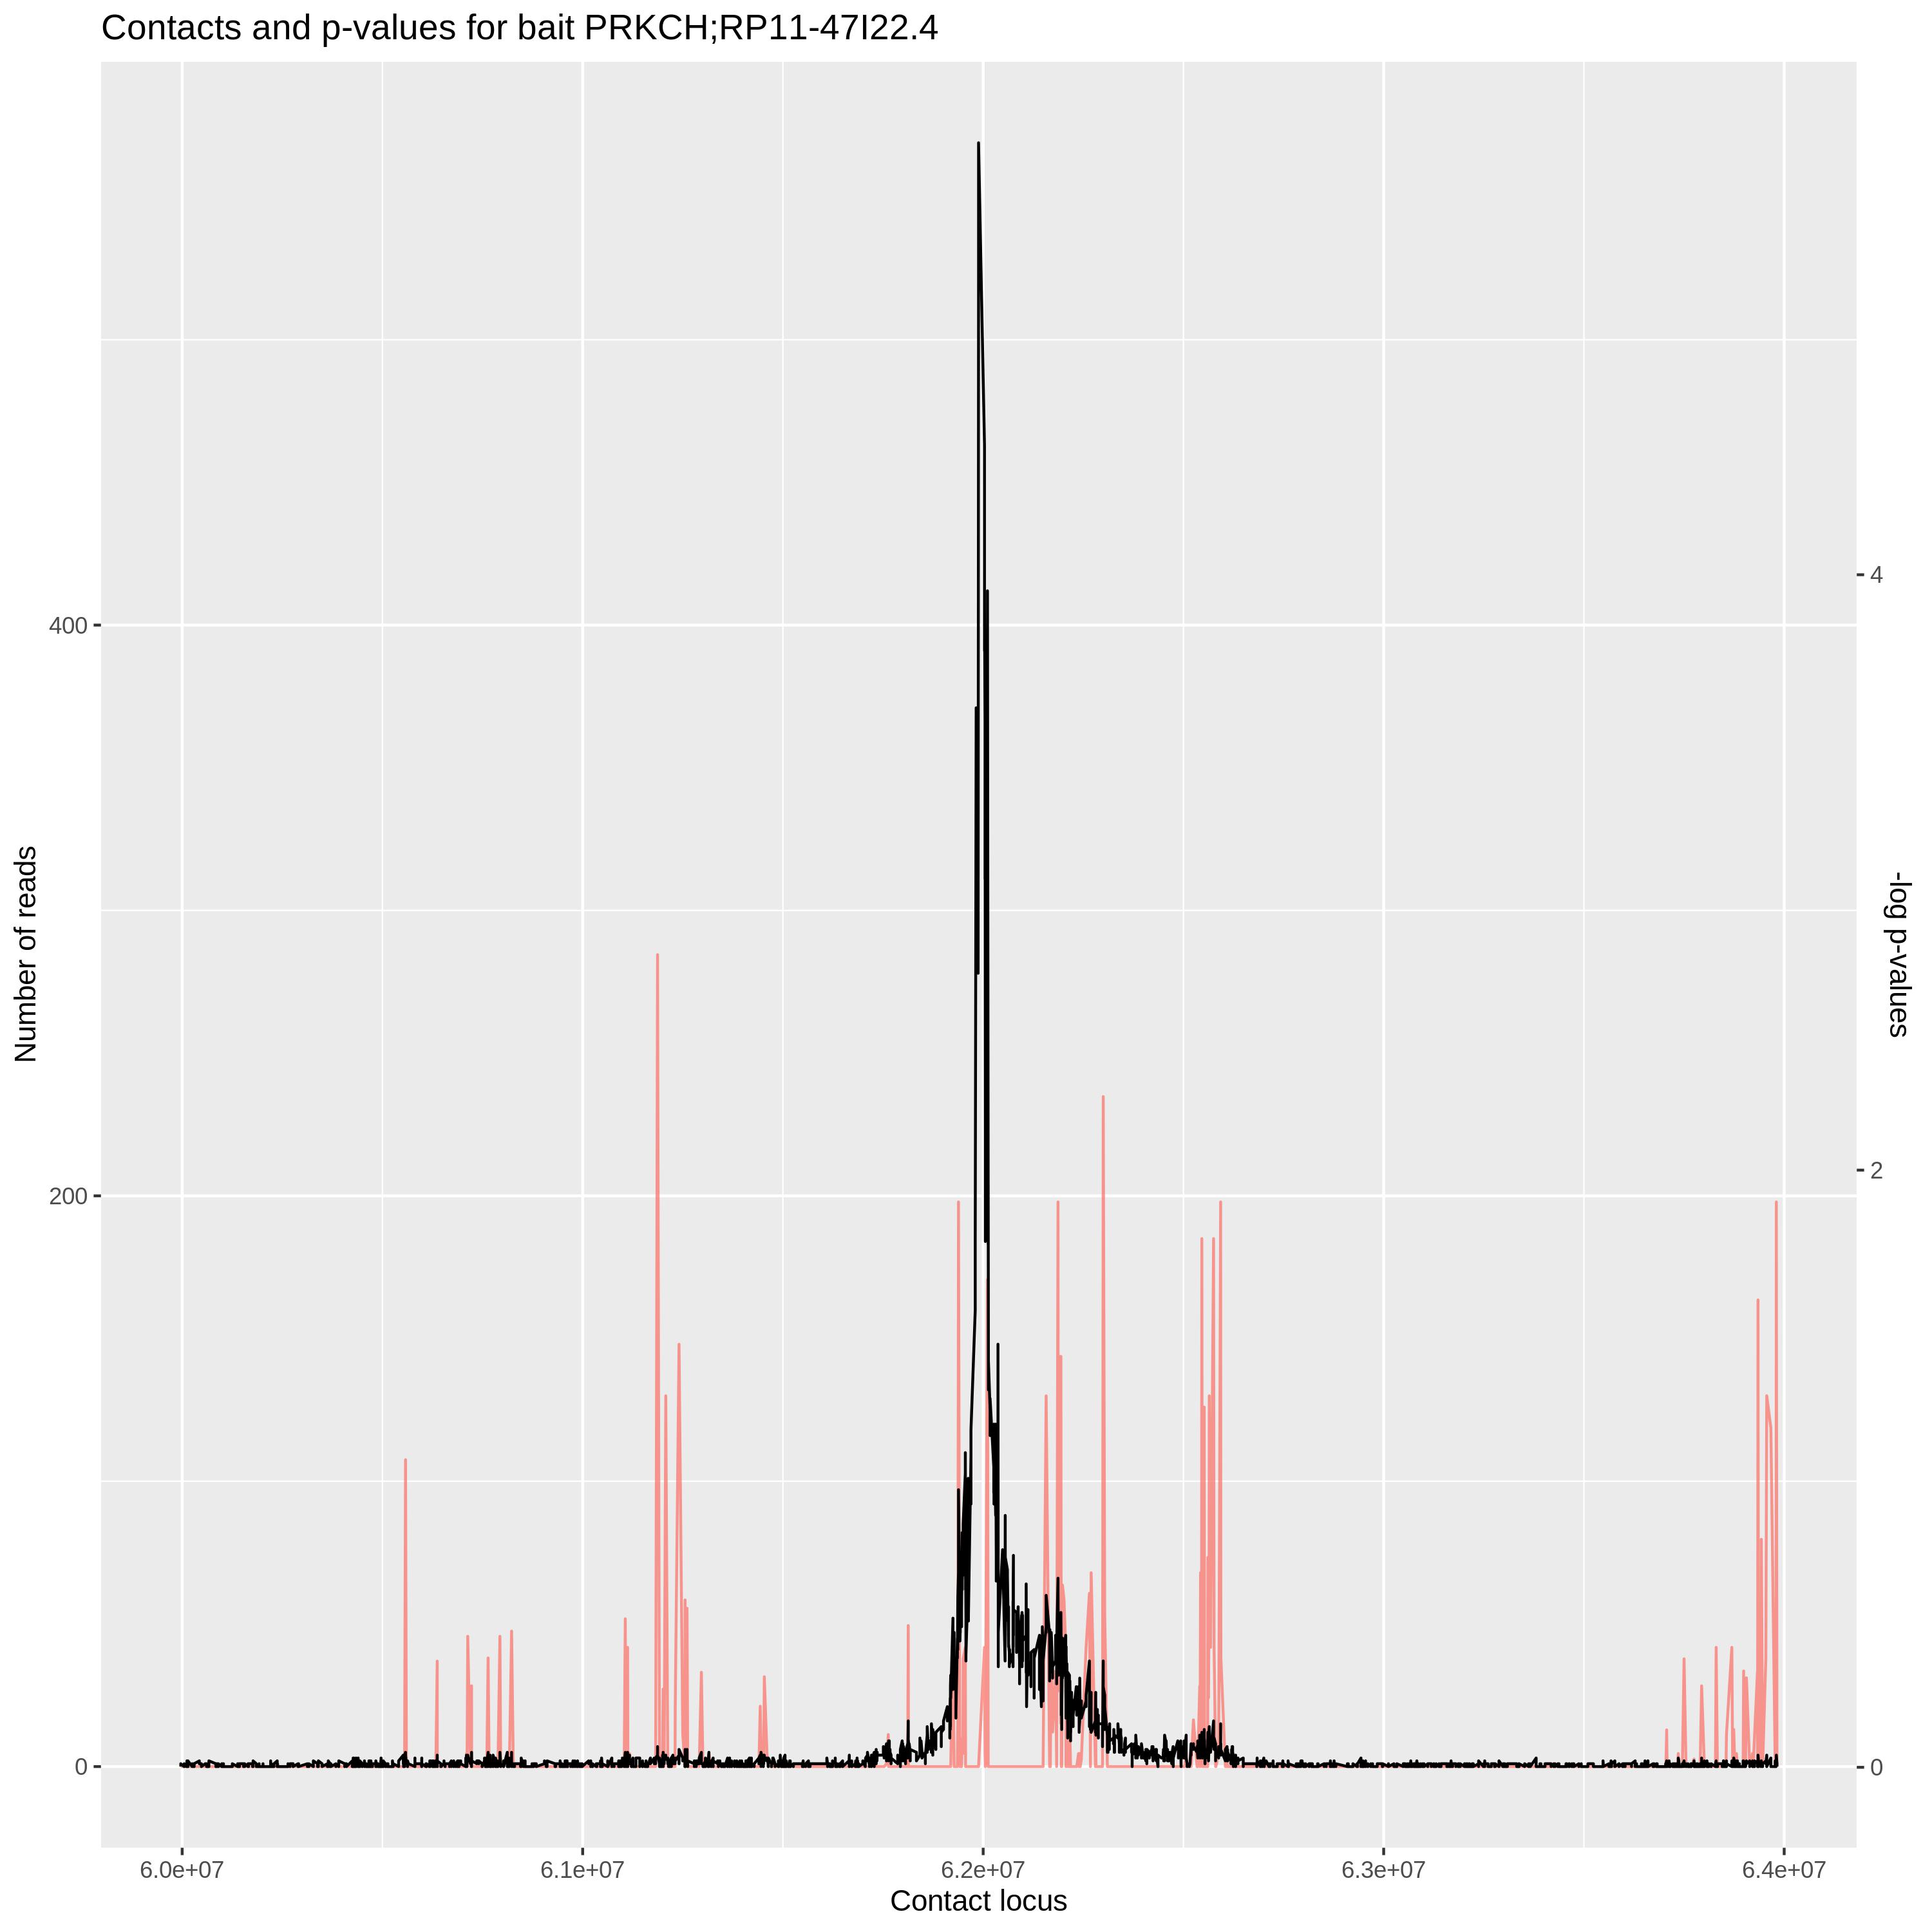 Contacts and p-values for bait PRKCH;RP11-47I22.4
Number of reads
400
200
0
4
2
0
-log p-values
6.0e+07
6.1e+07
6.2e+07
6.3e+07
6.4e+07
Contact locus